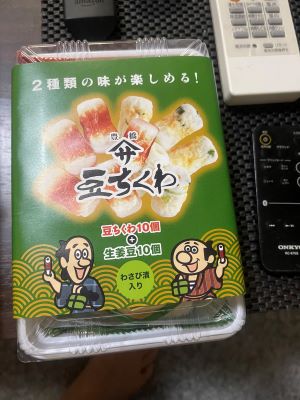 2種類の味が楽しめる!
豊橋
豆ちくわ
豆ちくわ10個
+
生姜豆10個
わさび漬
入り
ONKYO